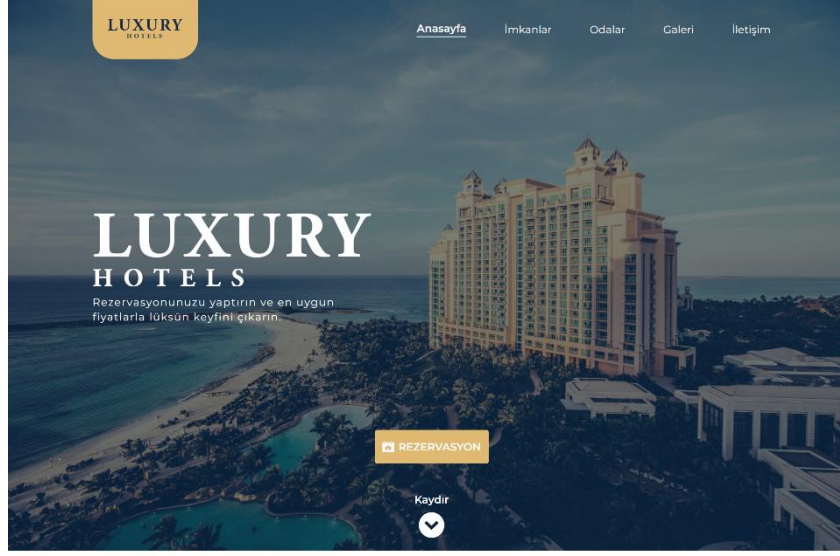 LUXURY
HOTELS
Anasayfa
İmkanlar
Odalar
Galeri
İletişim
LUXURY
HOTELS
Rezervasyonunuzu yaptırın ve en uygun
fiyatlarla lüksün keyfini çıkarın.
REZERVASYON
Kaydır